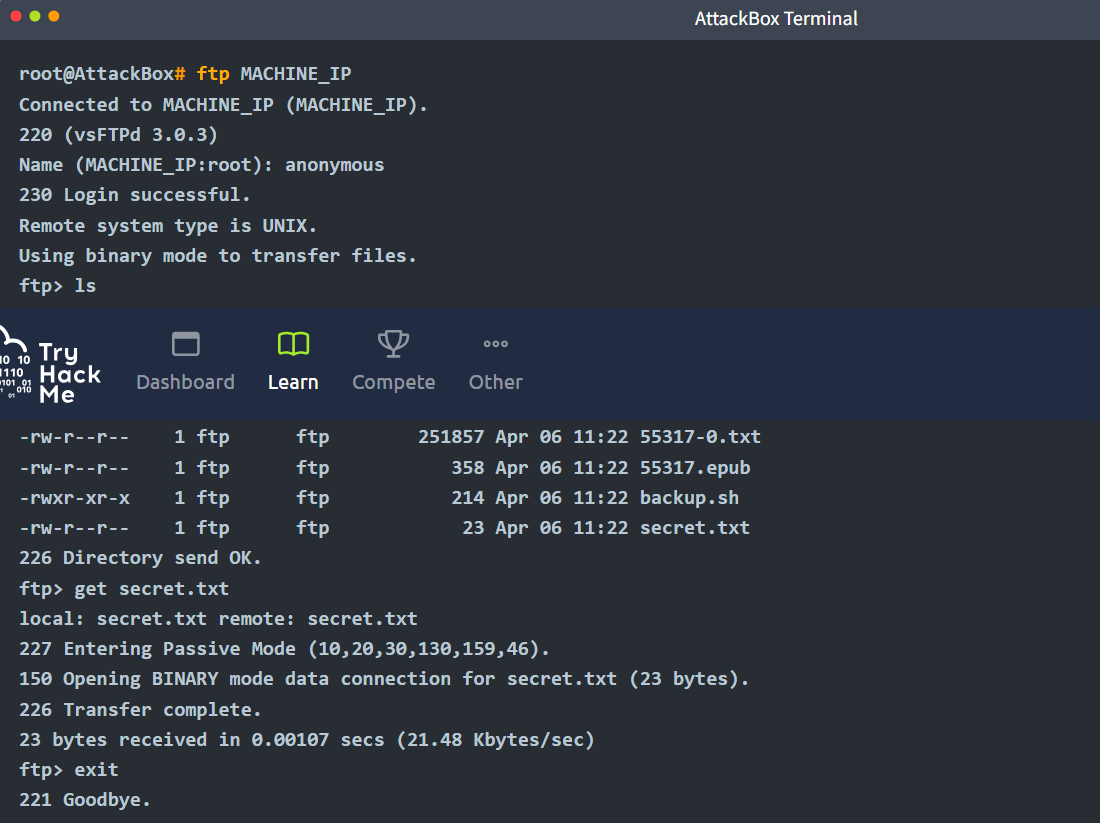 AttackBox Terminal
root@AttackBox# ftp MACHINE_IP
Connected to MACHINE_IP (MACHINE_IP).
220 (vsFTPd 3.0.3)
Name (MACHINE_IP:root): anonymous
230 Login successful.
Remote system type is UNIX.
Using binary mode to transfer files.
ftp> ls
Try
Hack
Me
Dashboard
Learn
Compete
Other
-rw-r--r--    1 ftp      ftp        251857 Apr 06 11:22 55317-0.txt
-rw-r--r--    1 ftp      ftp           358 Apr 06 11:22 55317.epub
-rwxr-xr-x    1 ftp      ftp           214 Apr 06 11:22 backup.sh
-rw-r--r--    1 ftp      ftp            23 Apr 06 11:22 secret.txt
226 Directory send OK.
ftp> get secret.txt
local: secret.txt remote: secret.txt
227 Entering Passive Mode (10,20,30,130,159,46).
150 Opening BINARY mode data connection for secret.txt (23 bytes).
226 Transfer complete.
23 bytes received in 0.00107 secs (21.48 Kbytes/sec)
ftp> exit
221 Goodbye.